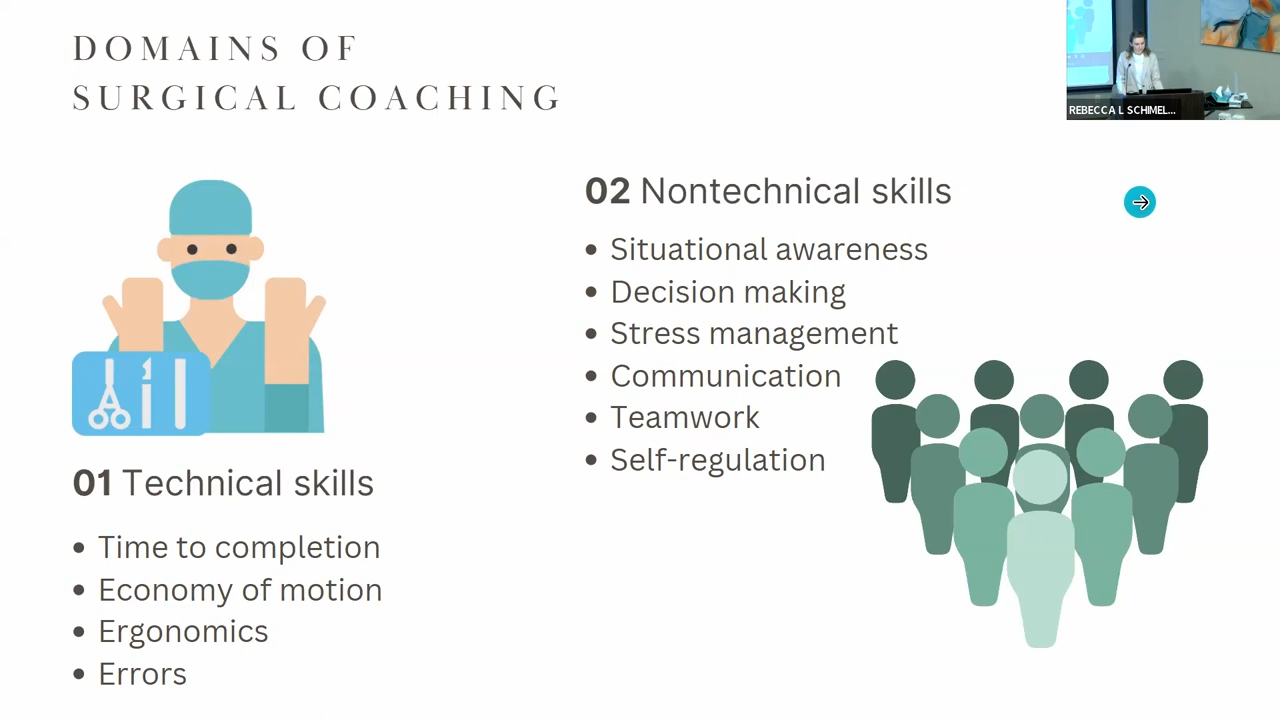 DOMAINS OF
SURGICAL COACHING
REBECCA L SCHIMEL...
01 Technical skills
• Time to completion
• Economy of motion
• Ergonomics
• Errors
02 Nontechnical skills
• Situational awareness
• Decision making
• Stress management
• Communication
• Teamwork
• Self-regulation